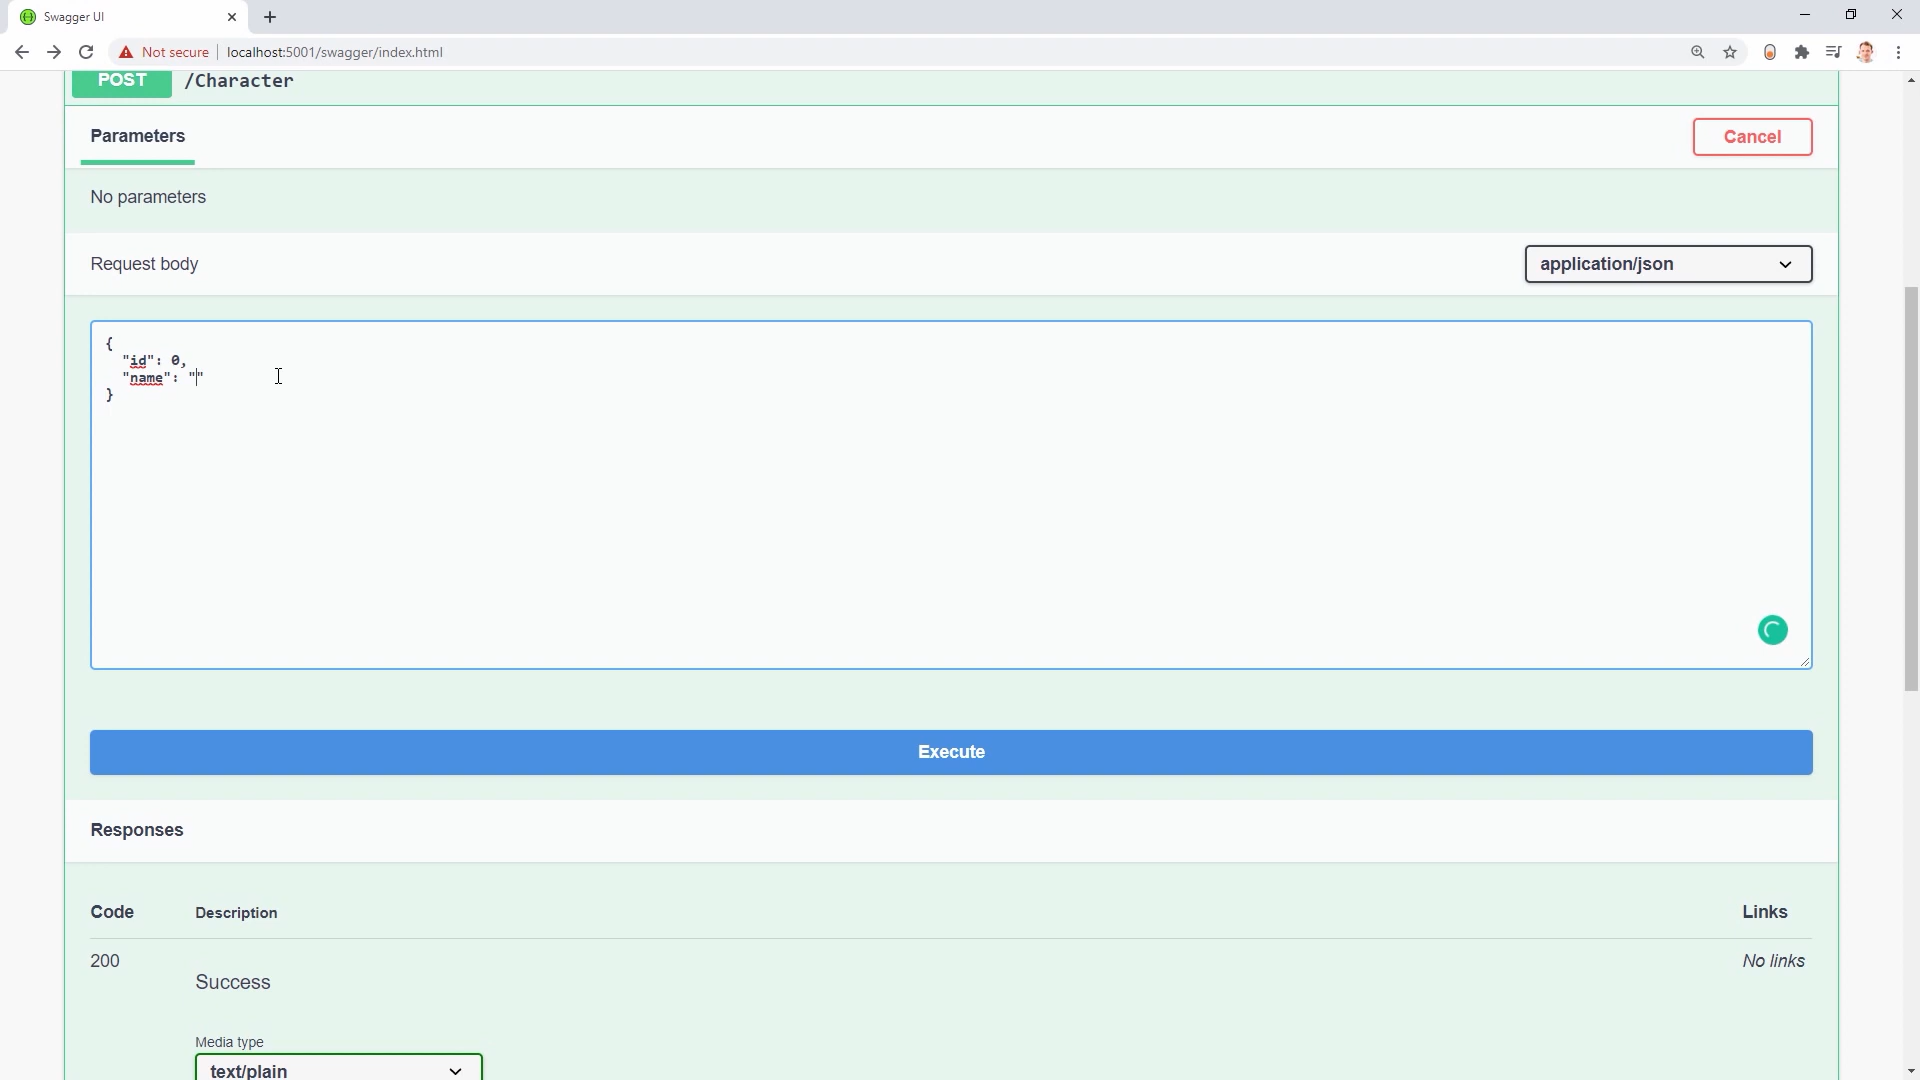 Swagger UI
Not secure
localhost:5001/swagger/index.html
POST
/Character
Parameters
Cancel
No parameters
Request body
application/json
{
"id": 0,
"name": ""
}
Execute
Responses
Code
Description
Links
200
Success
No links
Media type
text/plain